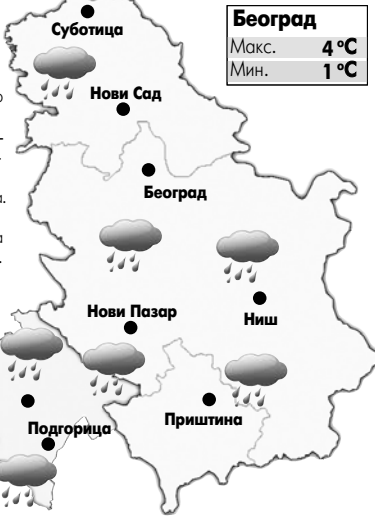 Београд
Макс. 4 °C
Мин. 1 °C
Суботица
Нови Сад
Београд
Нови Пазар
Ниш
Приштина
Подгорица